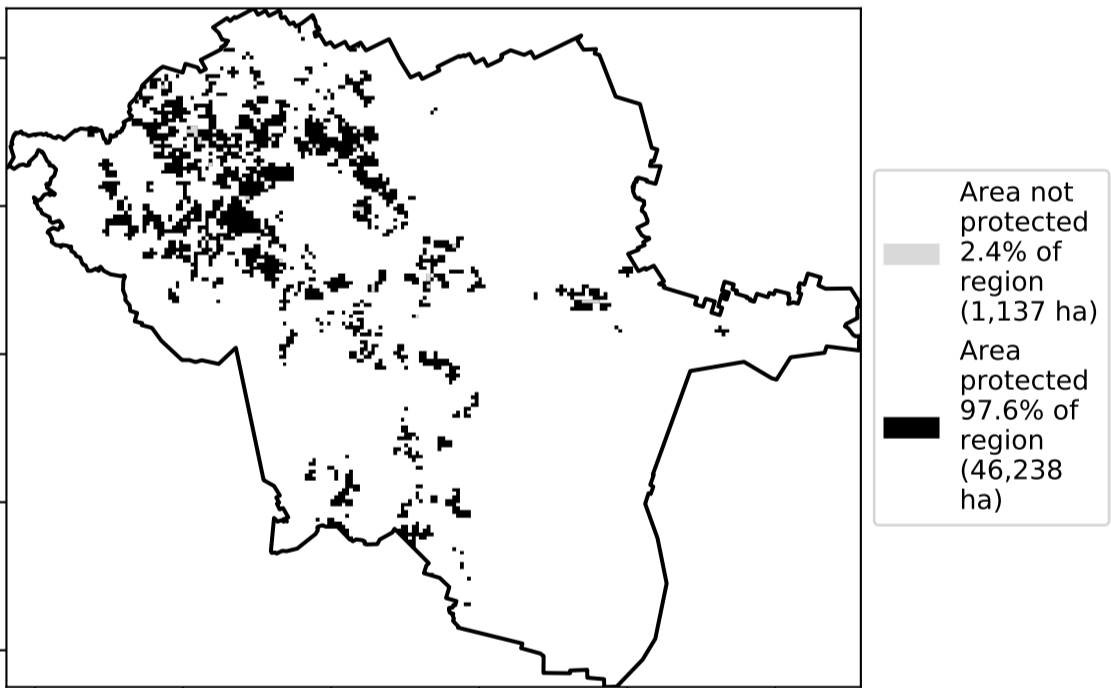 Area not
protected
2.4% of
region
(1,137 ha)
Area
protected
97.6% of
region
(46,238
ha)